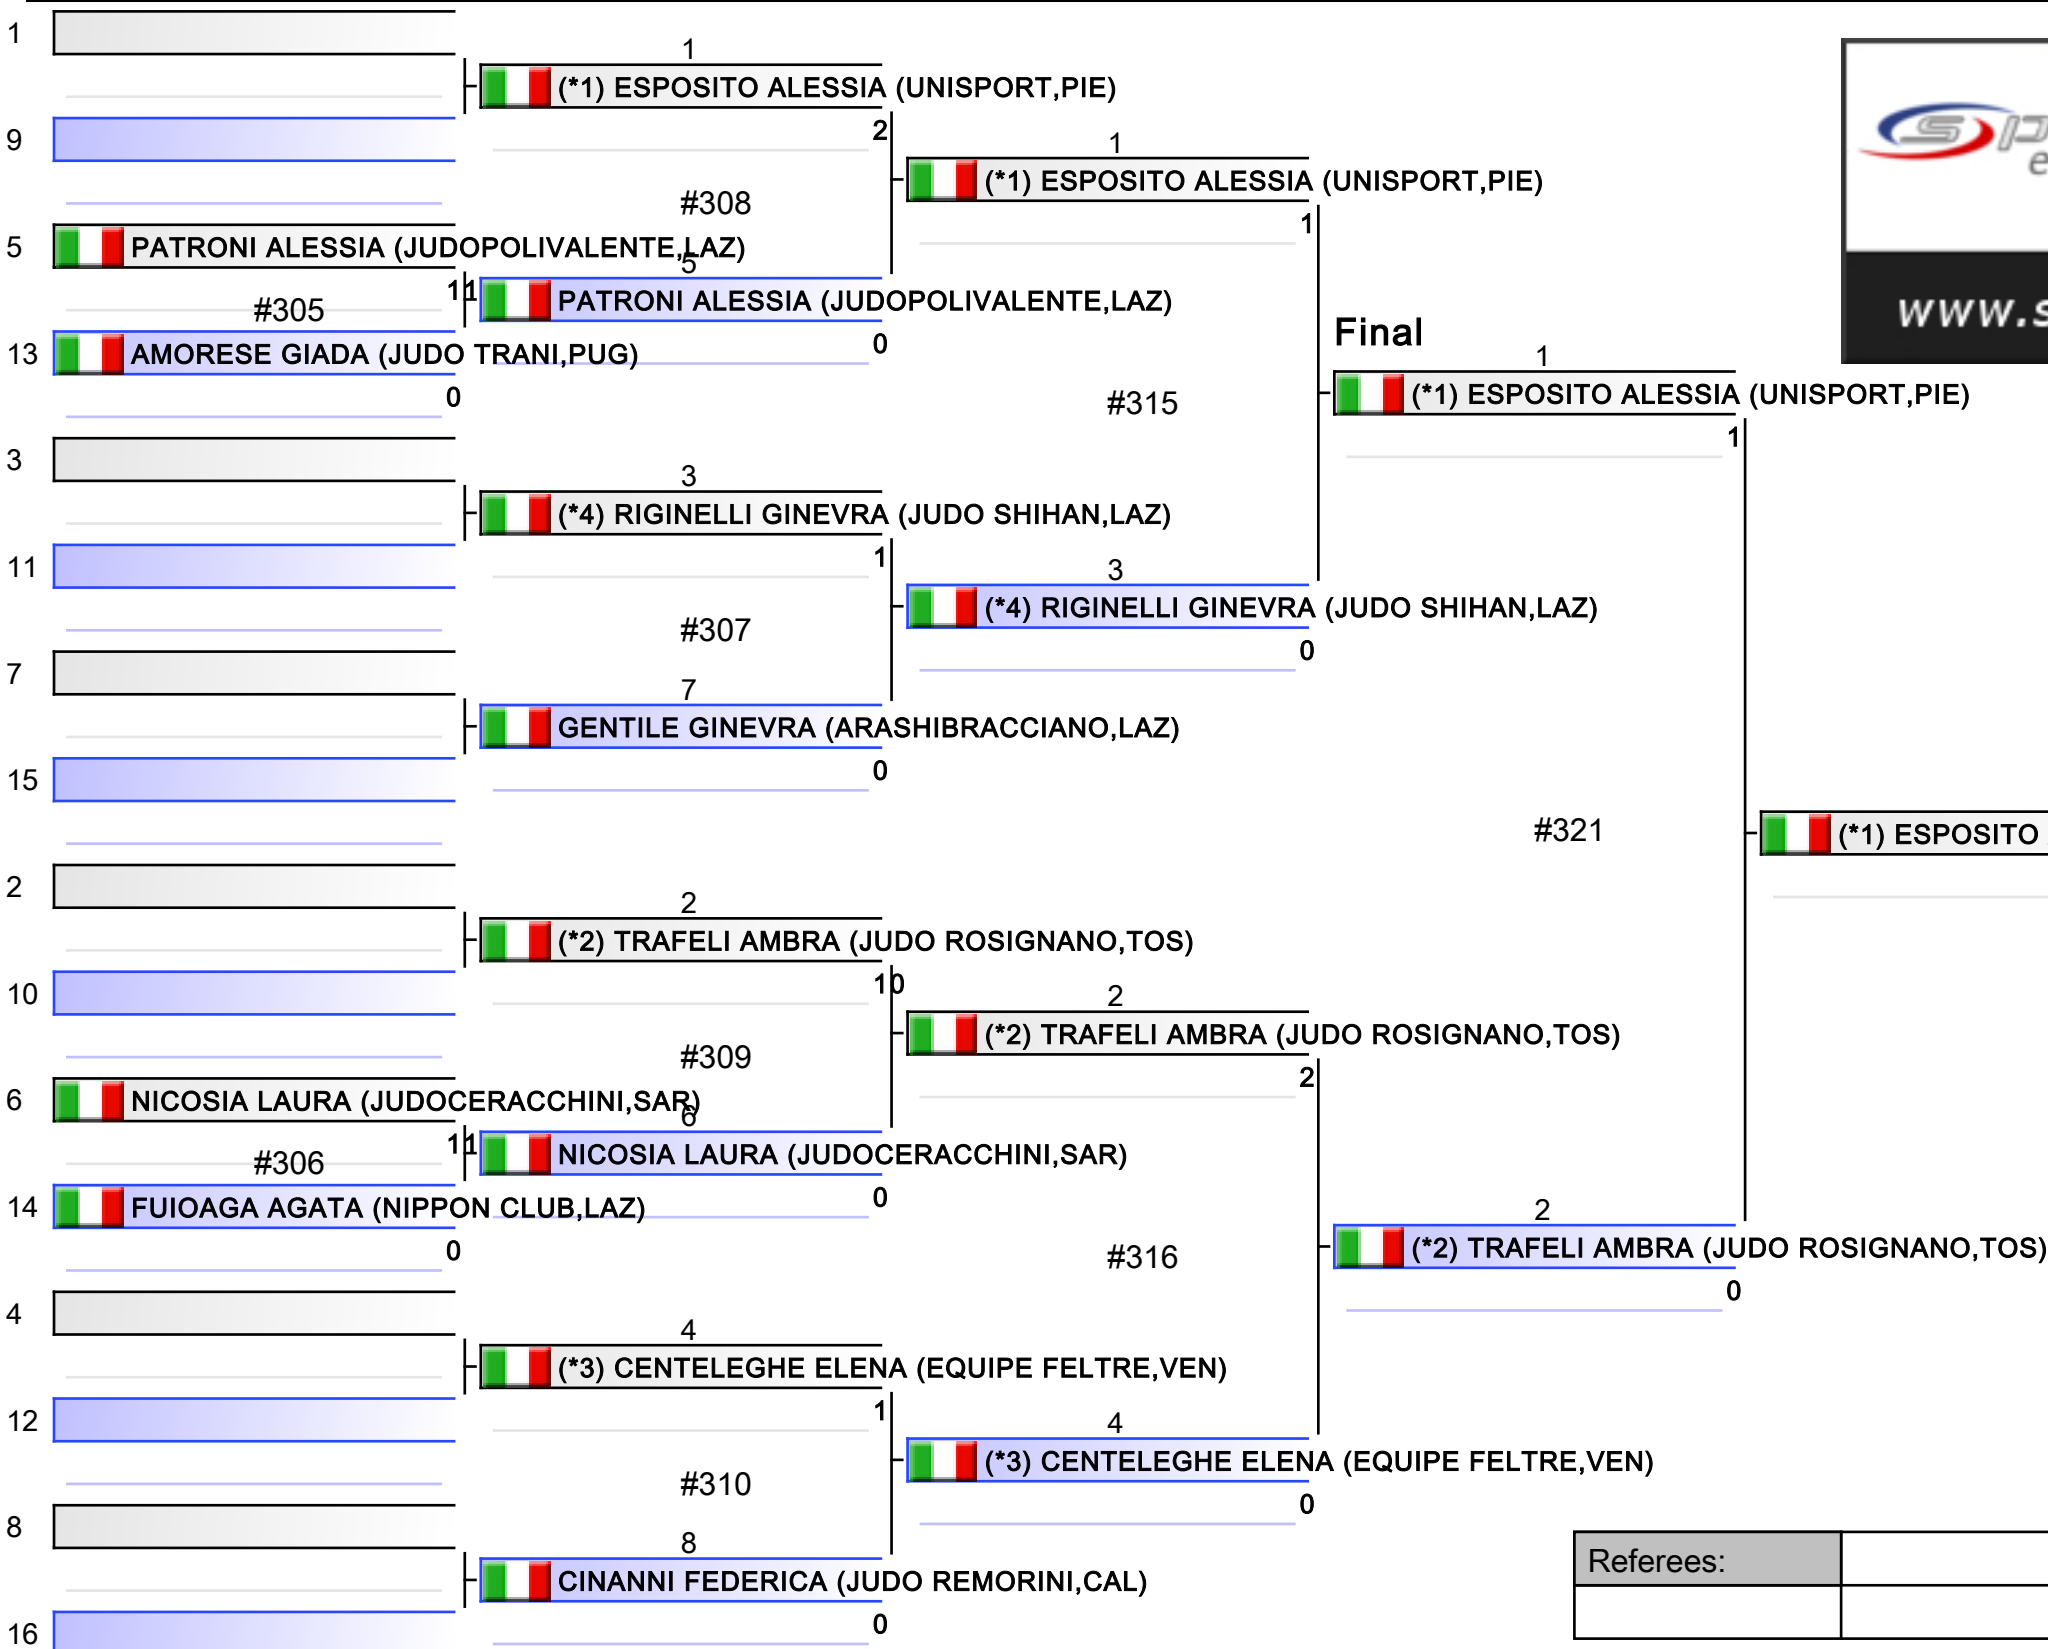 1
1
(*1) ESPOSITO ALESSIA (UNISPORT,PIE)
2
9
1
(*1) ESPOSITO ALESSIA (UNISPORT,PIE)
1
#308
5
PATRONI ALESSIA (JUDOPOLIVALENTE,LAZ)
5
11
PATRONI ALESSIA (JUDOPOLIVALENTE,LAZ)
#305
0
13
AMORESE GIADA (JUDO TRANI,PUG)
0
Final
1
(*1) ESPOSITO ALESSIA (UNISPORT,PIE)
1
#315
www.s
3
3
(*4) RIGINELLI GINEVRA (JUDO SHIHAN,LAZ)
1
11
3
(*4) RIGINELLI GINEVRA (JUDO SHIHAN,LAZ)
0
#307
7
7
GENTILE GINEVRA (ARASHIBRACCIANO,LAZ)
0
15
#321
(*1) ESPOSITO
2
2
(*2) TRAFELI AMBRA (JUDO ROSIGNANO,TOS)
10
10
2
(*2) TRAFELI AMBRA (JUDO ROSIGNANO,TOS)
2
#309
6
NICOSIA LAURA (JUDOCERACCHINI,SAR)
6
11
NICOSIA LAURA (JUDOCERACCHINI,SAR)
#306
0
14
FUIOAGA AGATA (NIPPON CLUB,LAZ)
0
2
(*2) TRAFELI AMBRA (JUDO ROSIGNANO,TOS)
0
#316
4
4
(*3) CENTELEGHE ELENA (EQUIPE FELTRE,VEN)
1
12
4
(*3) CENTELEGHE ELENA (EQUIPE FELTRE,VEN)
0
#310
8
8
CINANNI FEDERICA (JUDO REMORINI,CAL)
0
16
Referees: